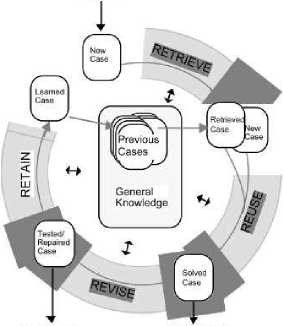 New
Case
RETRIEVE
Learned
Case
Retrieved
Case
New
Case
Previous
Cases
General
Knowledge
RETAIN
REUSE
Tested/
Repaired
Case
REVISE
Solved
Case